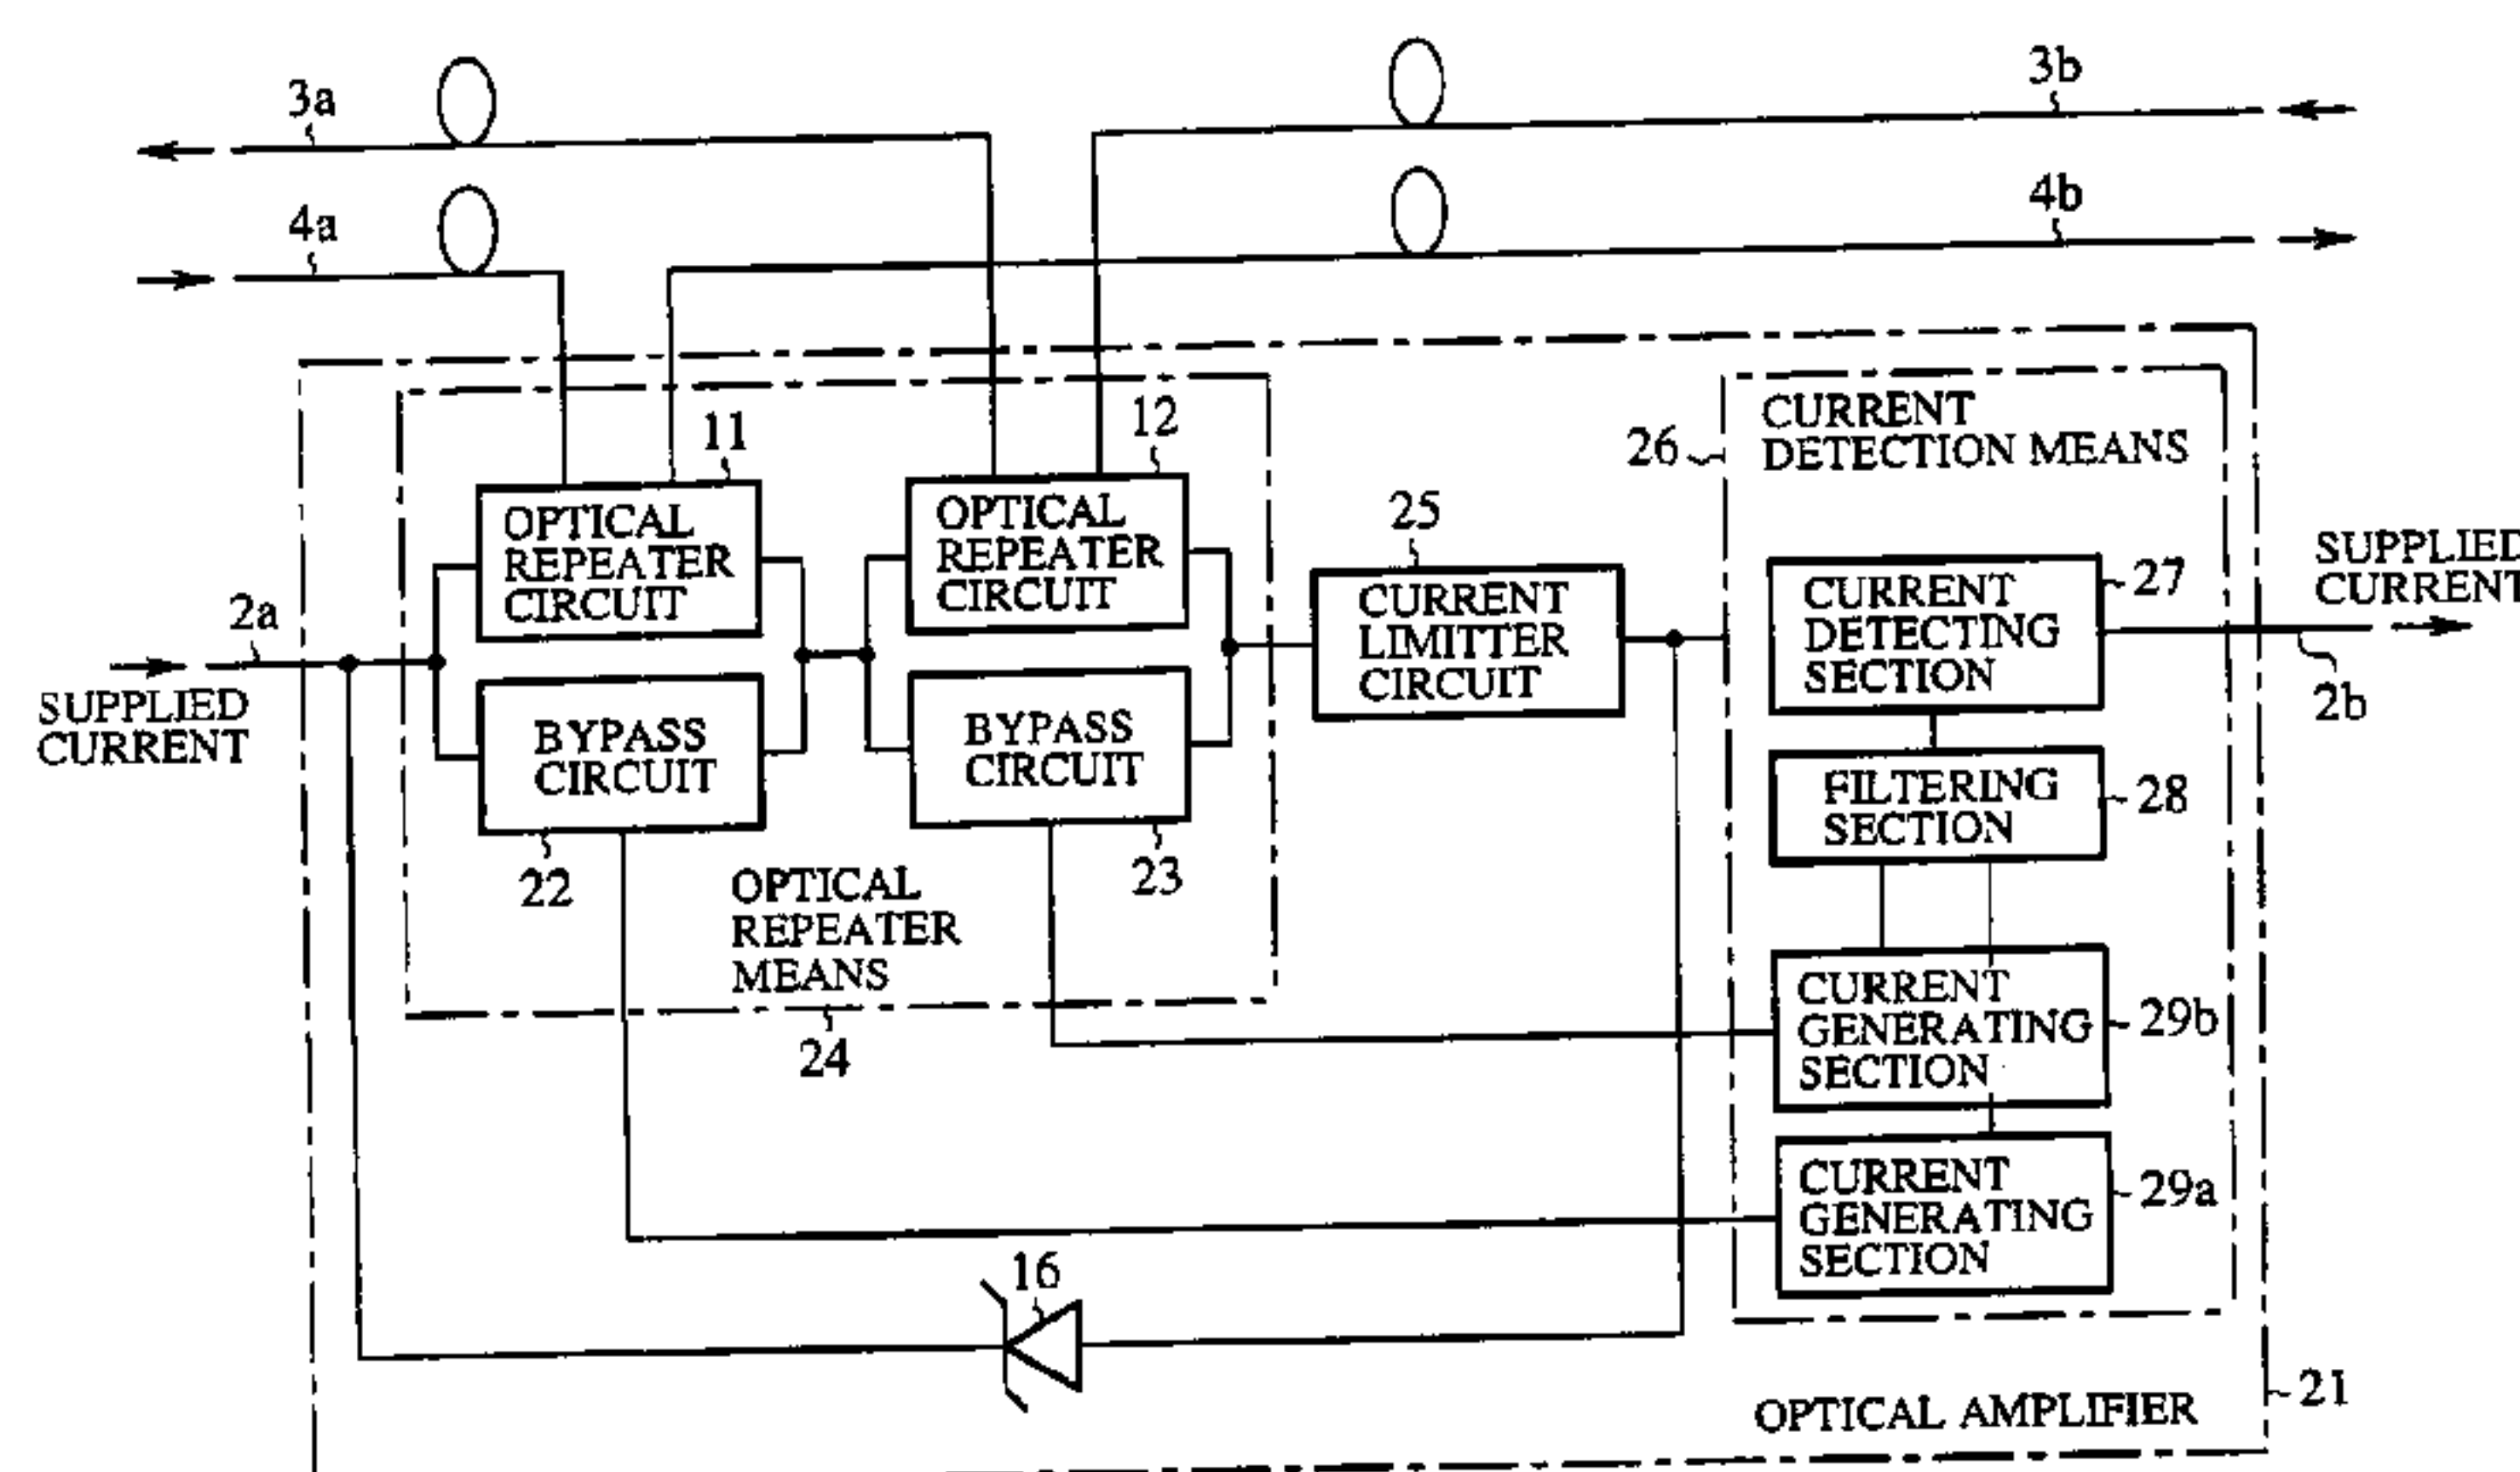 3a
3b
4a
4b
11
12
CURRENT
DETECTION MEANS
26
OPTICAL
REPEATER
CIRCUIT
OPTICAL
REPEATER
CIRCUIT
25
CURRENT
LIMITTER
CIRCUIT
CURRENT
DETECTING
SECTION
27
SUPPLIED
CURRENT
2a
2b
SUPPLIED
CURRENT
BYPASS
CIRCUIT
BYPASS
CIRCUIT
FILTERING
SECTION
28
22
23
OPTICAL
REPEATER
MEANS
24
CURRENT
GENERATING
SECTION
29b
CURRENT
GENERATING
SECTION
29a
16
21
OPTICAL AMPLIFIER